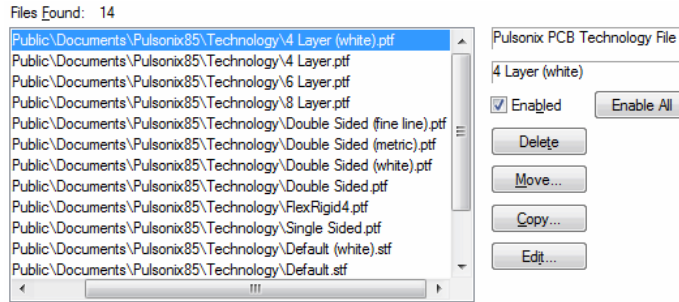 Files Found: 14
Public\Documents\Pulsonix85\Technology\4 Layer (white).ptf
Public\Documents\Pulsonix85\Technology\4 Layer.ptf
Public\Documents\Pulsonix85\Technology\6 Layer.ptf
Public\Documents\Pulsonix85\Technology\8 Layer.ptf
Public\Documents\Pulsonix85\Technology\Double Sided (fine line).ptf
Public\Documents\Pulsonix85\Technology\Double Sided (metric).ptf
Public\Documents\Pulsonix85\Technology\Double Sided (white).ptf
Public\Documents\Pulsonix85\Technology\Double Sided.ptf
Public\Documents\Pulsonix85\Technology\FlexRigid4.ptf
Public\Documents\Pulsonix85\Technology\Single Sided.ptf
Public\Documents\Pulsonix85\Technology\Default (white).stf
Public\Documents\Pulsonix85\Technology\Default.stf
Pulsonix PCB Technology File
4 Layer (white)
Enabled Enable All
Delete
Move...
Copy...
Edit...